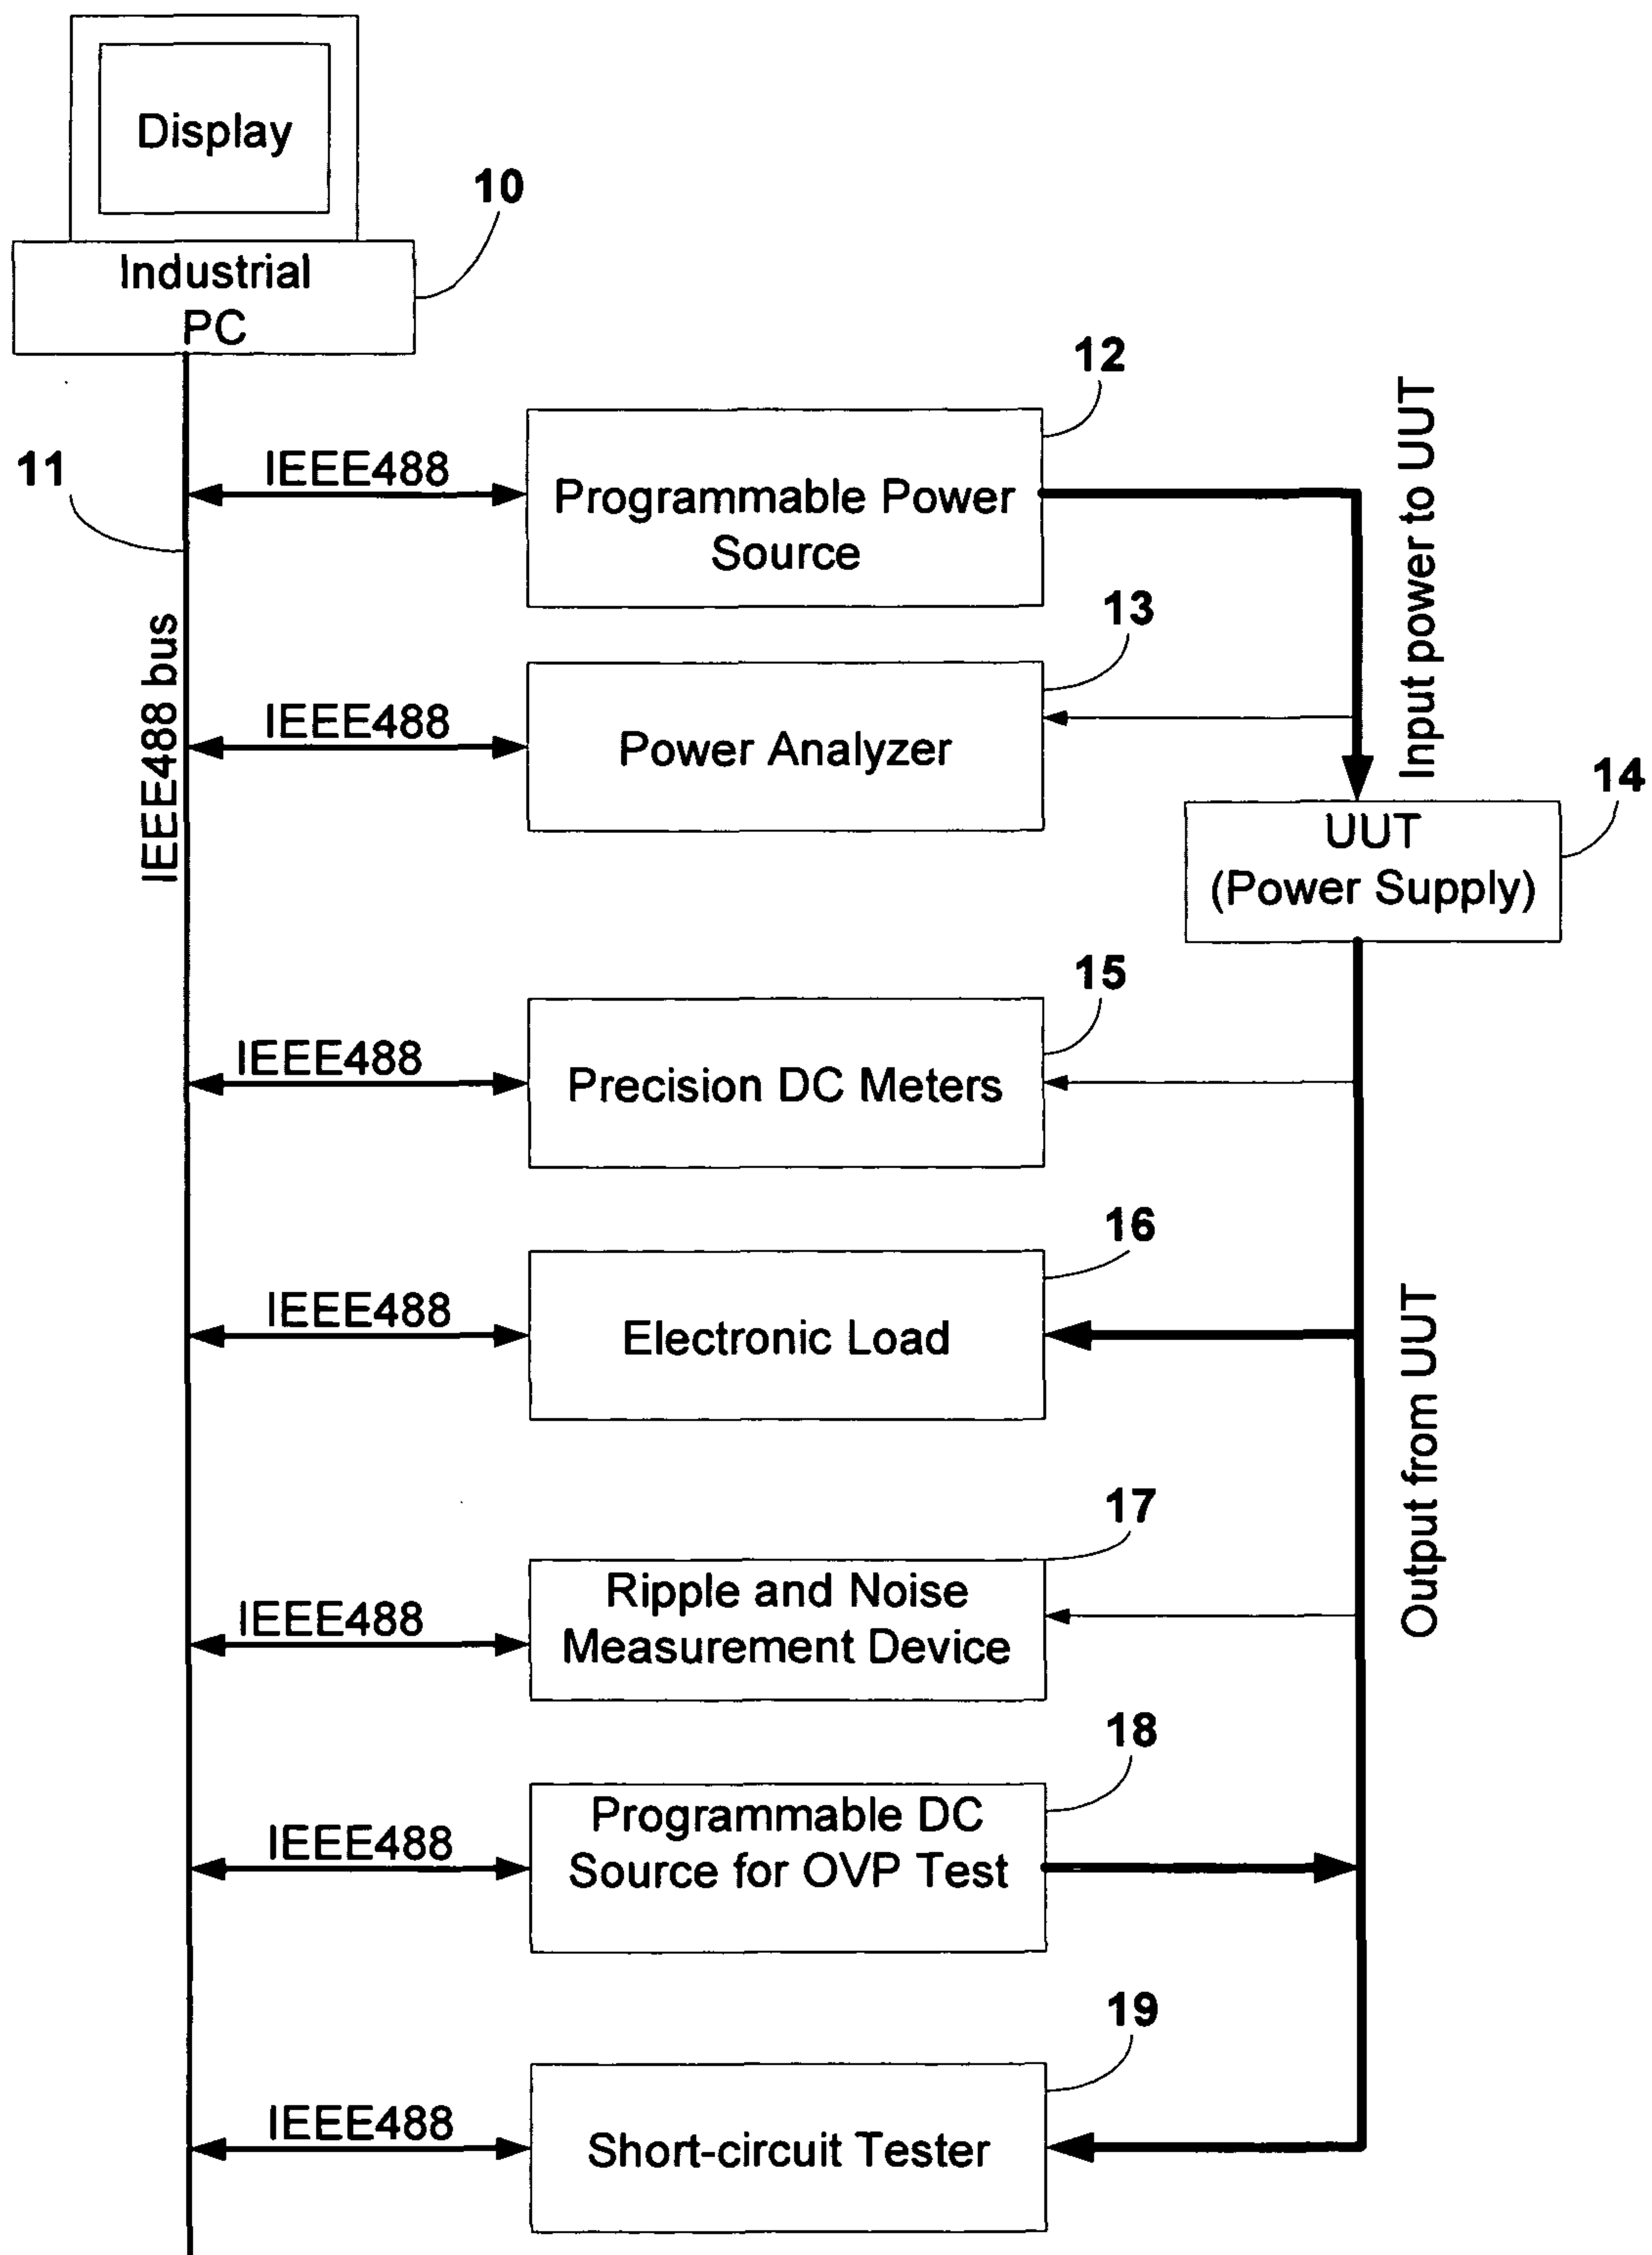 Display
10
Industrial
PC
12
11
IEEE488
Programmable Power
Source
Input power to UUT
13
IEEE488 bus
IEEE488
Power Analyzer
14
UUT
(Power Supply)
15
IEEE488
Precision DC Meters
16
IEEE488
Electronic Load
Output from UUT
17
IEEE488
Ripple and Noise
Measurement Device
18
IEEE488
Programmable DC
Source for OVP Test
19
IEEE488
Short-circuit Tester